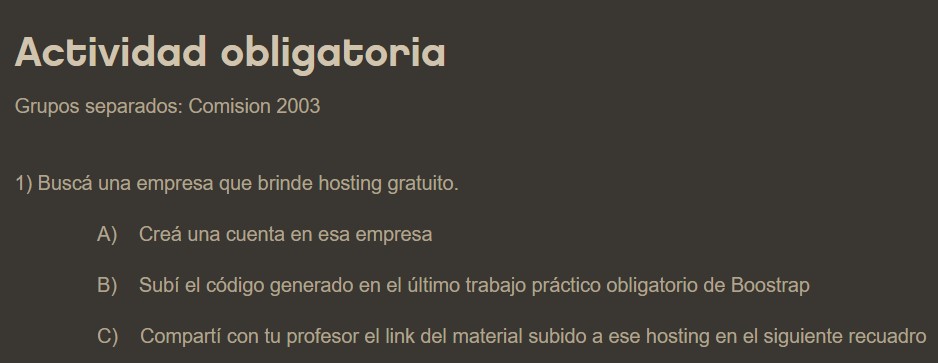 Actividad obligatoria
Grupos separados: Comision 2003
1) Buscá una empresa que brinde hosting gratuito.
A) Creá una cuenta en esa empresa
B) Subí el código generado en el último trabajo práctico obligatorio de Boostrap
C) Compartí con tu profesor el link del material subido a ese hosting en el siguiente recuadro